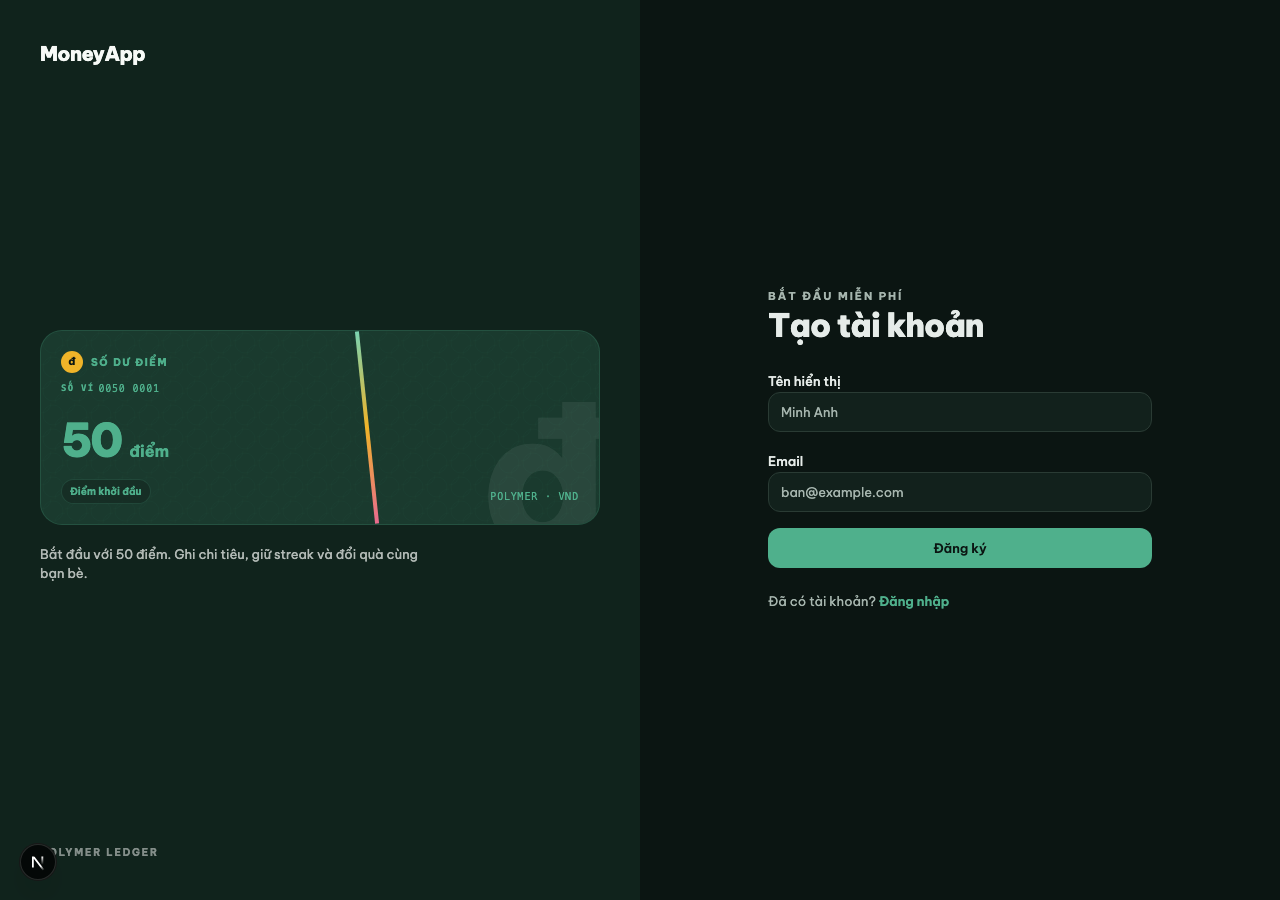 MoneyApp
đ SỐ DƯ ĐIỂM
SỐ VÍ 0050 0001
50 điểm
Điểm khởi đầu
đ
POLYMER · VND
Bắt đầu với 50 điểm. Ghi chi tiêu, giữ streak và đổi quà cùng
bạn bè.
OLYMER LEDGER
N
BẮT ĐẦU MIỄN PHÍ
Tạo tài khoản
Tên hiển thị
Minh Anh
Email
ban@example.com
Đăng ký
Đã có tài khoản? Đăng nhập